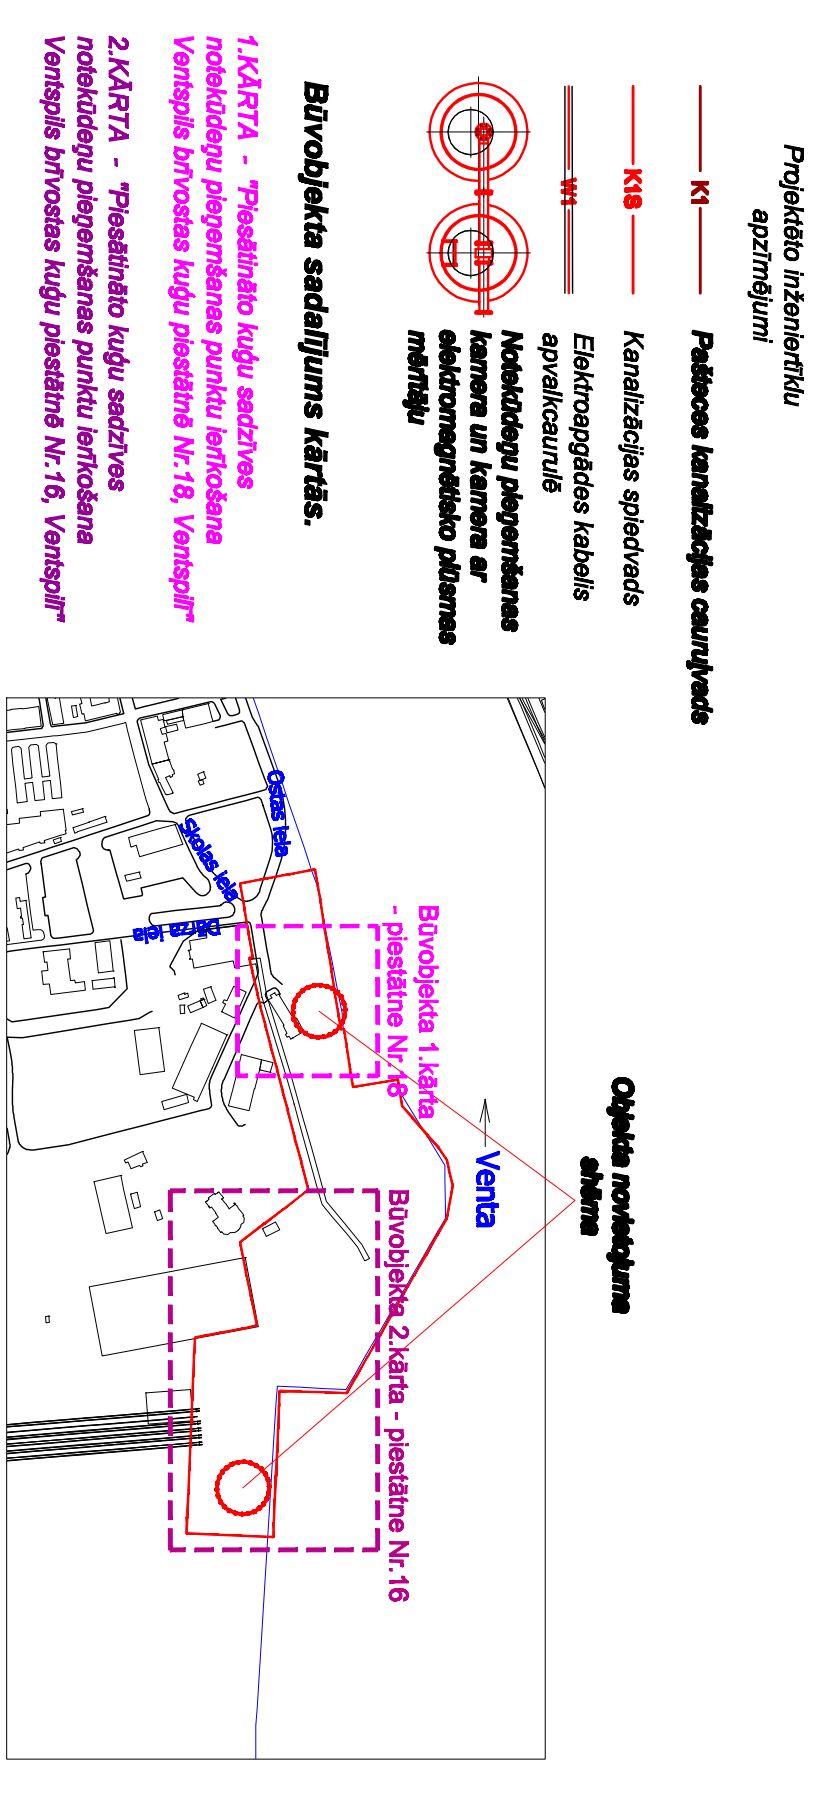 Projektēto inženiertīklu
apzīmējumi
K1
Pašteces kanalizācijas cauruļvads
K1S
Kanalizācijas spiedvads
W1
Elektroapgādes kabelis
apvalkcaurulē
Notekūdeņu pieņemšanas
kamera un kamera ar
elektromagnētisko plūsmas
mērītāju
Būvobjekta sadalījums kārtās.
1.KĀRTA - "Piesātināto kuģu sadzīves
notekūdeņu pieņemšanas punktu ierīkošana
Ventspils brīvostas kuģu piestātnē Nr.18, Ventspilī"
2.KĀRTA - "Piesātināto kuģu sadzīves
notekūdeņu pieņemšanas punktu ierīkošana
Ventspils brīvostas kuģu piestātnē Nr.16, Ventspilī"
Objekta novietojuma
shēma
Venta
Būvobjekta 1.kārta
- piestātne Nr.18
Būvobjekta 2.kārta - piestātne Nr.16
Ostas iela
Skolas iela
Dārza iela